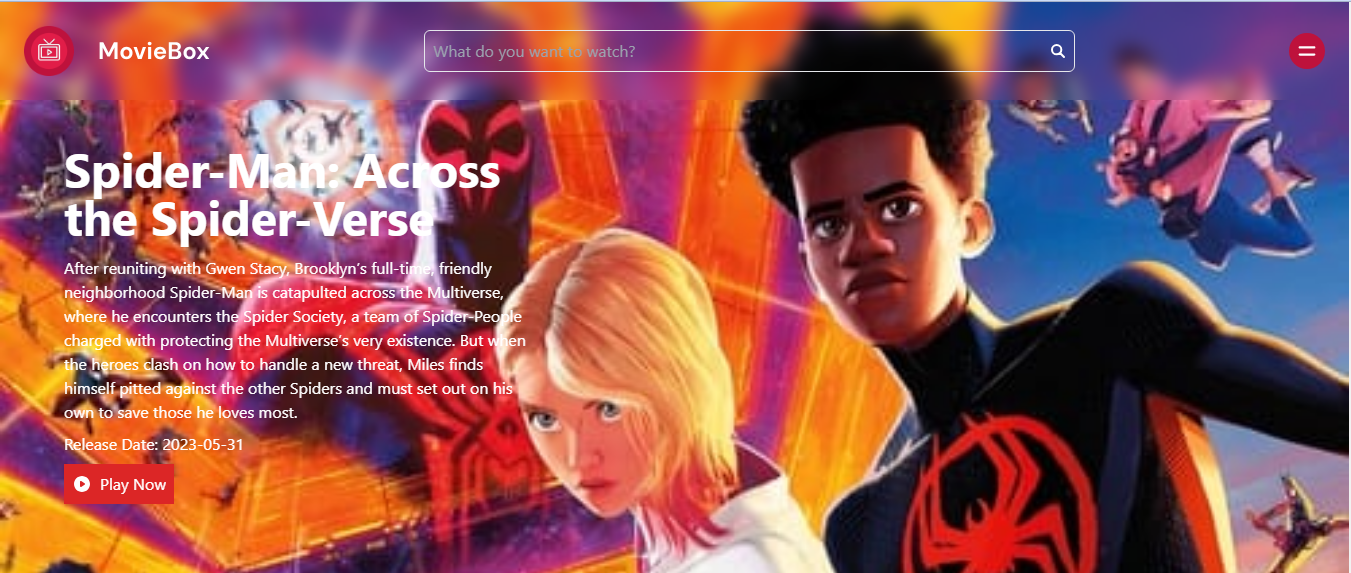 MovieBox
What do you want to watch?
Spider-Man: Across
the Spider-Verse
After reuniting with Gwen Stacy, Brooklyn’s full-time, friendly
neighborhood Spider-Man is catapulted across the Multiverse,
where he encounters the Spider Society, a team of Spider-People
charged with protecting the Multiverse’s very existence. But when
the heroes clash on how to handle a new threat, Miles finds
himself pitted against the other Spiders and must set out on his
own to save those he loves most.
Release Date: 2023-05-31
Play Now